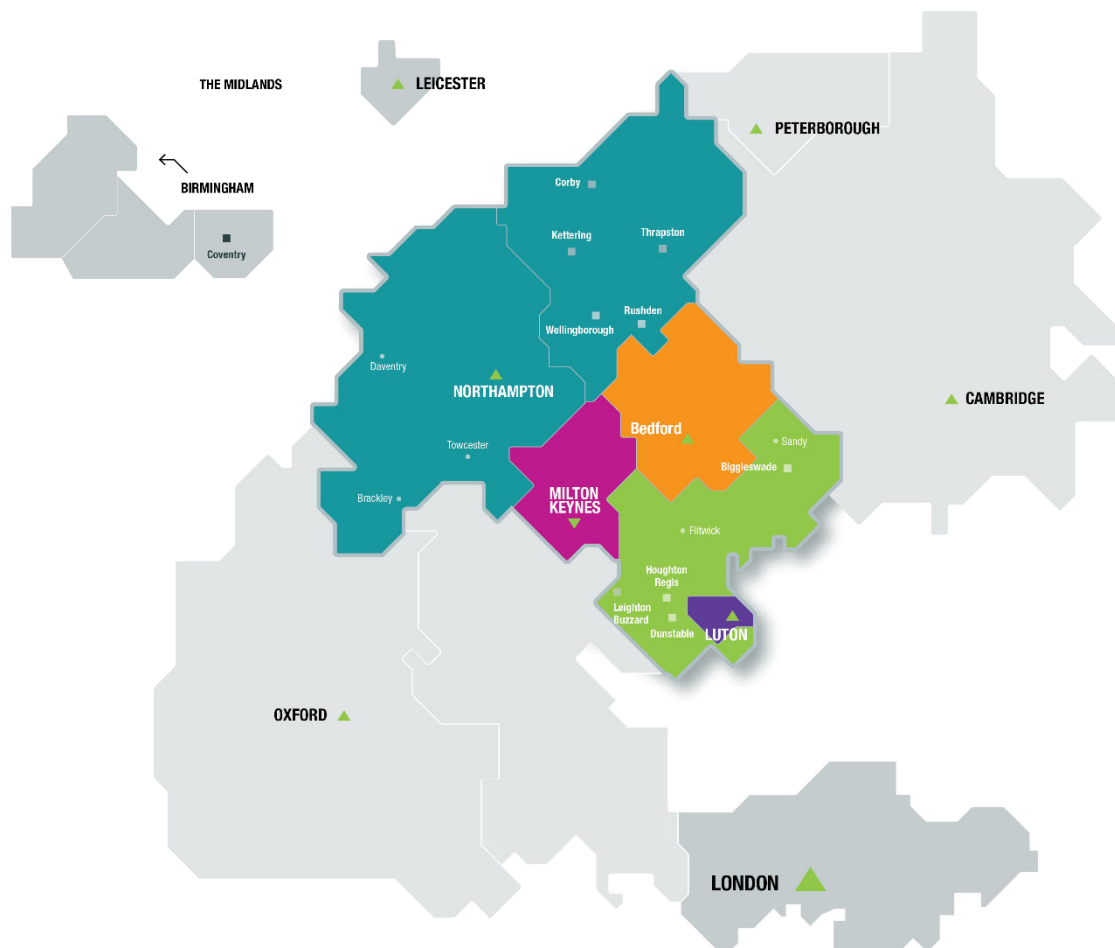 THE MIDLANDS
LEICESTER
PETERBOROUGH
BIRMINGHAM
Coventry
Corby
Kettering
Thrapston
Wellingborough
Rushden
Daventry
NORTHAMPTON
CAMBRIDGE
Towcester
Bedford
Sandy
Biggleswade
Brackley
MILTON
KEYNES
Flitwick
Houghton
Regis
Leighton
Buzzard
Dunstable
LUTON
OXFORD
LONDON